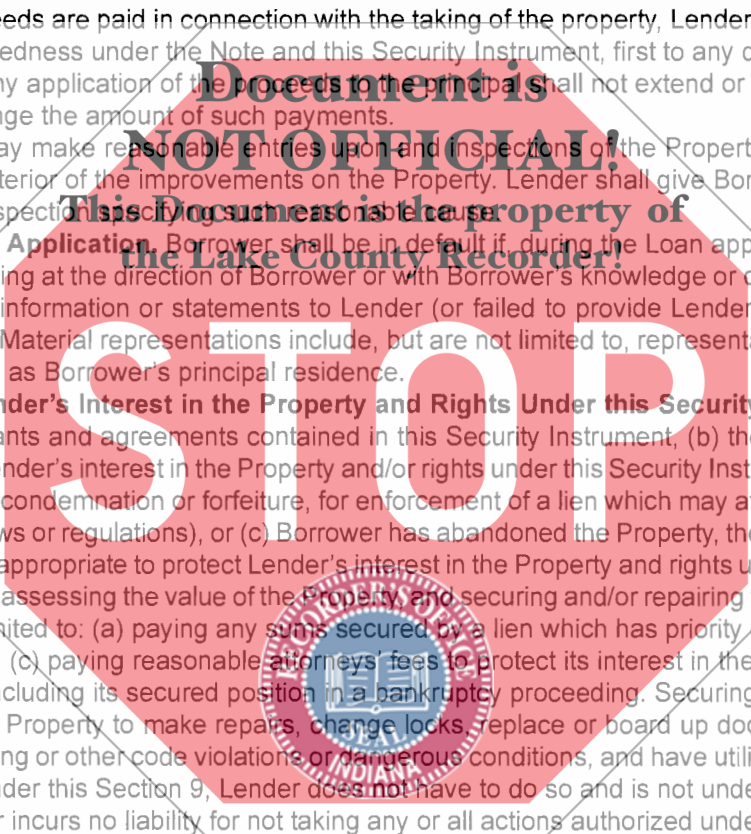 eeds are paid in connection with the taking of the property, Lender
edness under the Note and this Security Instrument, first to any
ny application of the proceeds to the principal shall not extend or
nge the amount of such payments.
ay make reasonable entries upon and inspections of the Propert
terior of the improvements on the Property. Lender shall give Bor
spection specifying such reasonable cause.
Application. Borrower shall be in default if, during the Loan app
ing at the direction of Borrower or with Borrower's knowledge or
information or statements to Lender (or failed to provide Lender
Material representations include, but are not limited to, representa
as Borrower's principal residence.
nder's Interest in the Property and Rights Under this Security
ants and agreements contained in this Security Instrument, (b) the
ender's interest in the Property and/or rights under this Security Inst
condemnation or forfeiture, for enforcement of a lien which may a
ws or regulations), or (c) Borrower has abandoned the Property, the
appropriate to protect Lender's interest in the Property and rights u
assessing the value of the Property, and securing and/or repairing
nited to: (a) paying any sums secured by a lien which has priority
(c) paying reasonable attorneys' fees to protect its interest in the
cluding its secured position in a bankruptcy proceeding. Securing
Property to make repairs, change locks, replace or board up doo
ng or other code violations or dangerous conditions, and have utili
nder this Section 9, Lender does not have to do so and is not unde
r incurs no liability for not taking any or all actions authorized unde
Document is
NOT OFFICIAL!
This Document is the property of
the Lake County Recorder!
STOP
SEAL
INDIANA